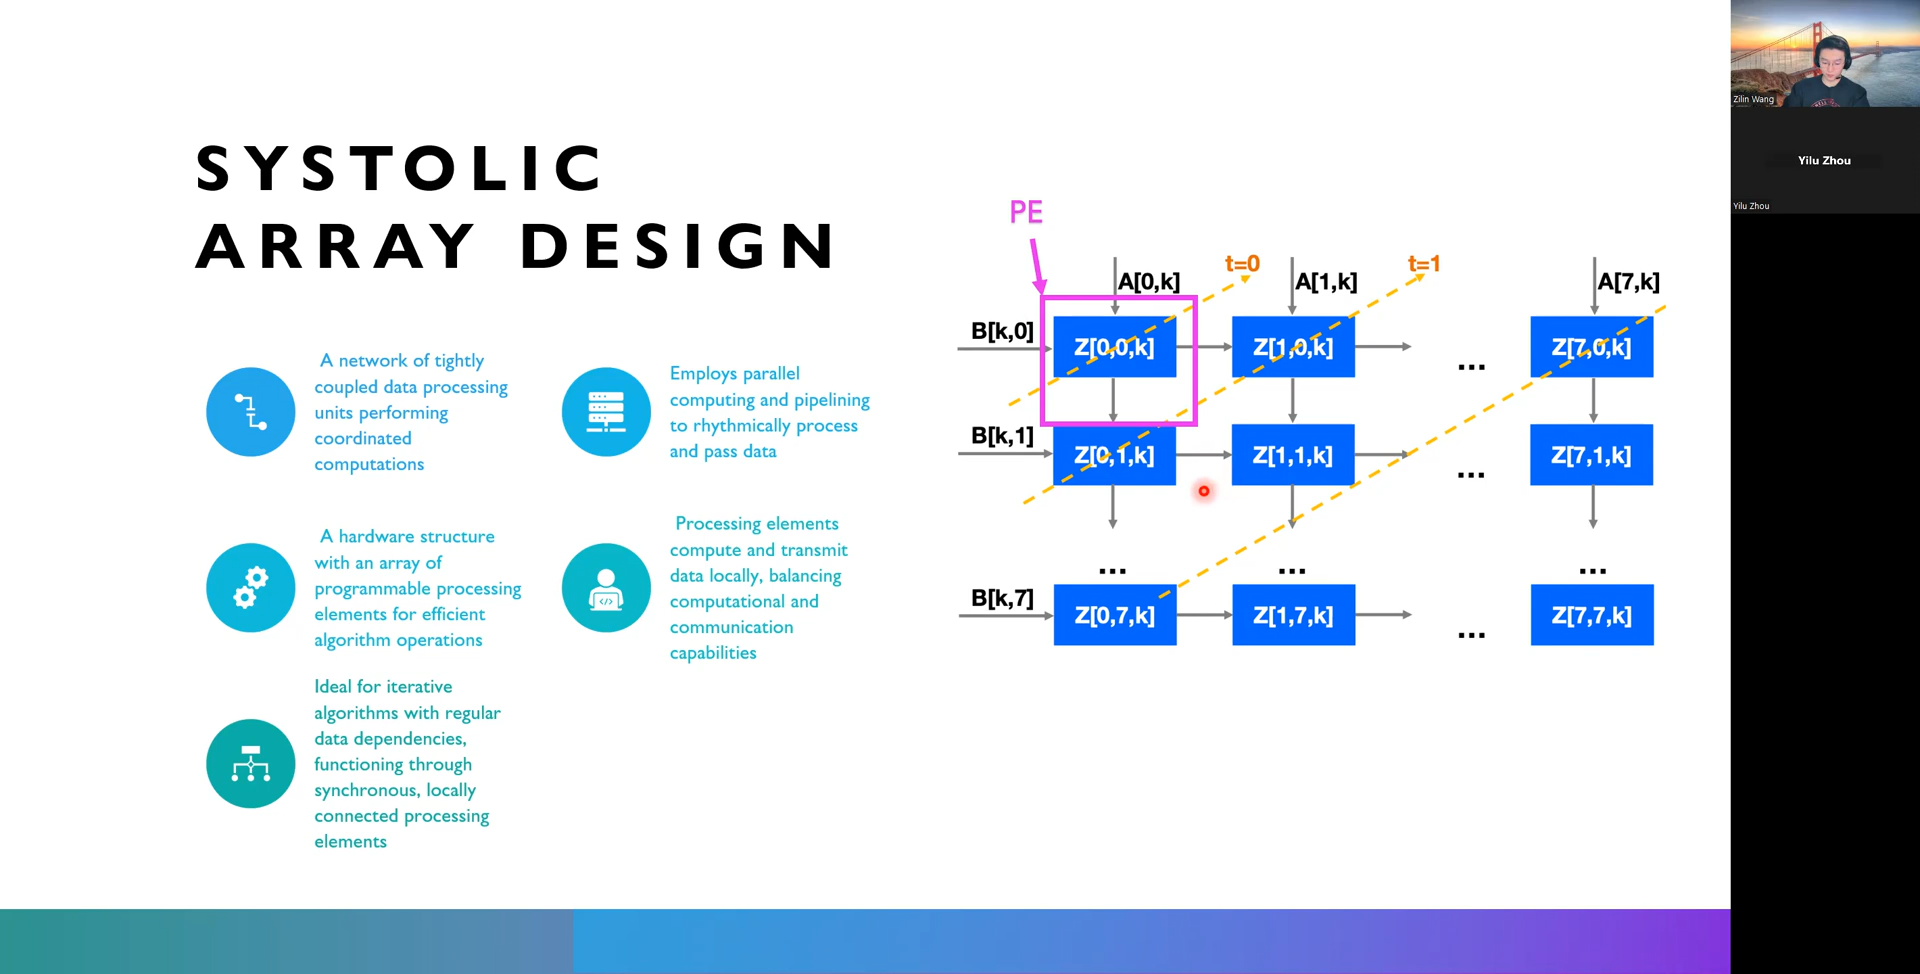 SYSTOLIC
ARRAY DESIGN
A network of tightly
coupled data processing
units performing
coordinated
computations
Employs parallel
computing and pipelining
to rhythmically process
and pass data
A hardware structure
with an array of
programmable processing
elements for efficient
algorithm operations
Processing elements
compute and transmit
data locally, balancing
computational and
communication
capabilities
Ideal for iterative
algorithms with regular
data dependencies,
functioning through
synchronous, locally
connected processing
elements
PE
t=0
t=1
A[0,k]
A[1,k]
A[7,k]
B[k,0]
Z[0,0,k]
Z[1,0,k]
...
Z[7,0,k]
B[k,1]
Z[0,1,k]
Z[1,1,k]
...
Z[7,1,k]
...
...
...
B[k,7]
Z[0,7,k]
Z[1,7,k]
...
Z[7,7,k]
Zilin Wang
Yilu Zhou
Yilu Zhou